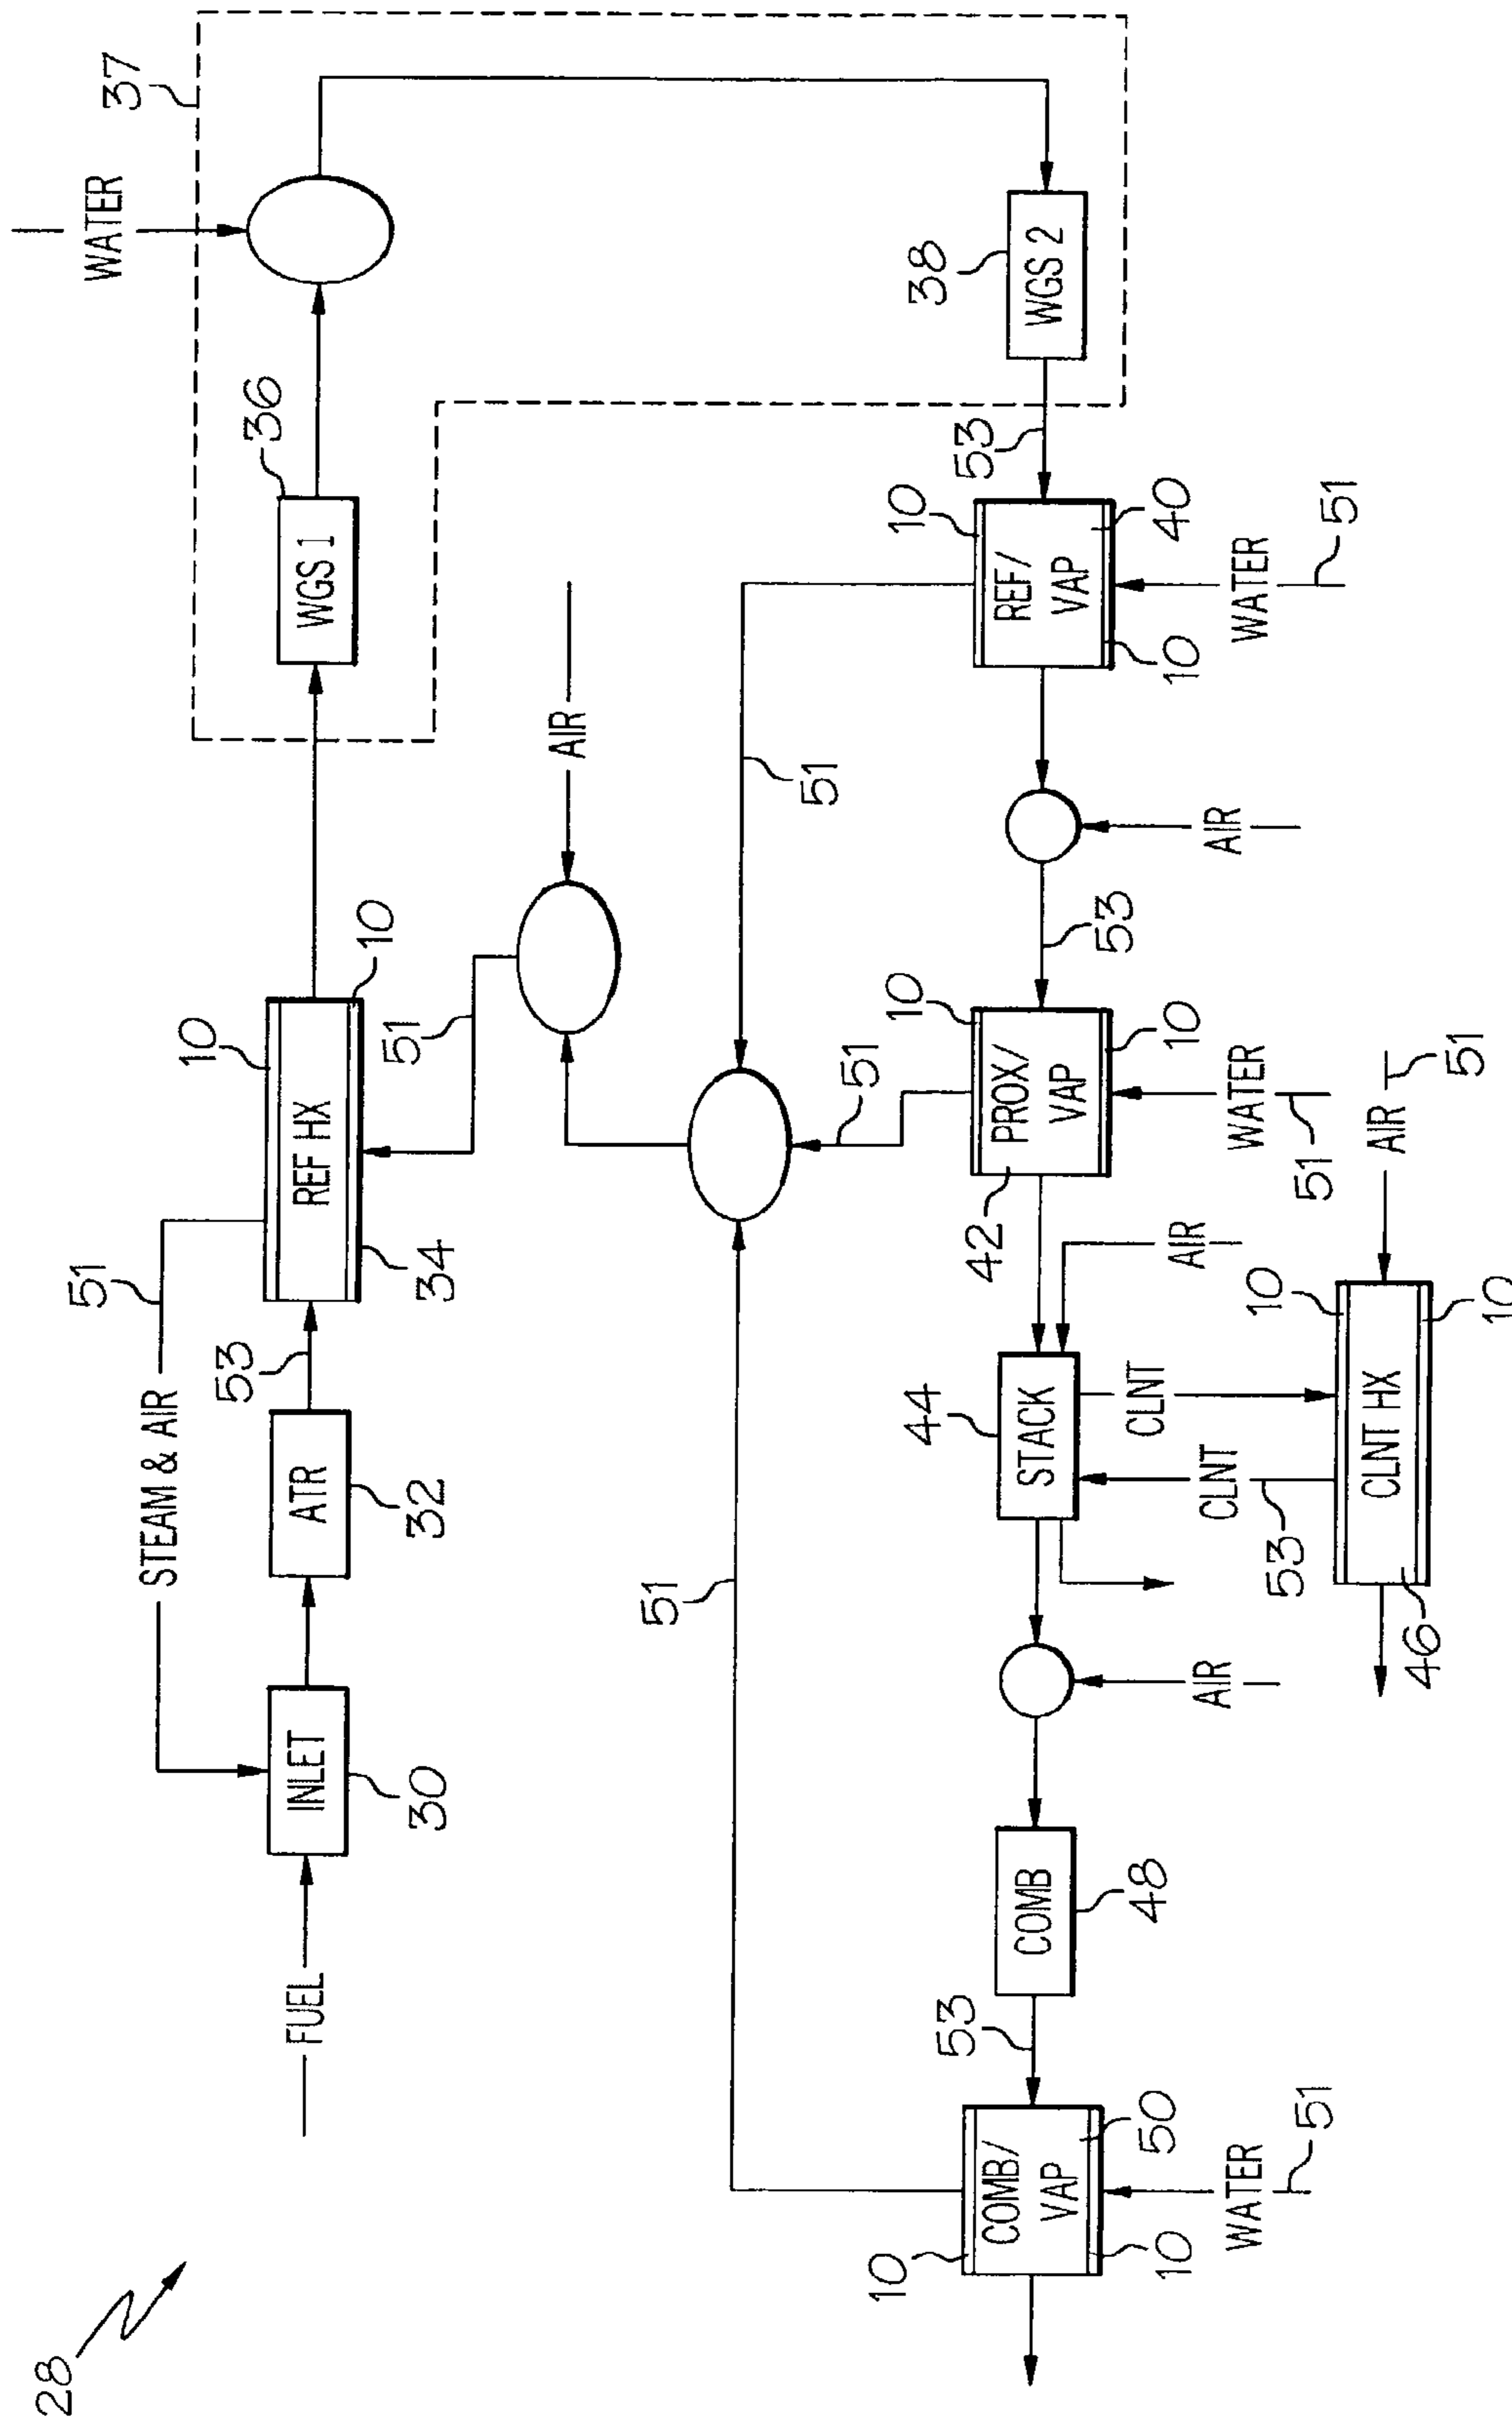 28
FUEL
INLET
30
STEAM & AIR
51
ATR
32
53
REF HX
34
10
10
51
WGS 1
36
37
WATER
WGS 2
38
53
REF/
VAP
40
10
10
WATER
51
51
AIR
AIR
53
PROX/
VAP
42
10
10
WATER
51
51
AIR
STACK
44
CLNT
CLNT
53
CLNT HX
46
10
10
AIR
51
AIR
COMB
48
53
COMB/
VAP
50
10
10
WATER
51
51